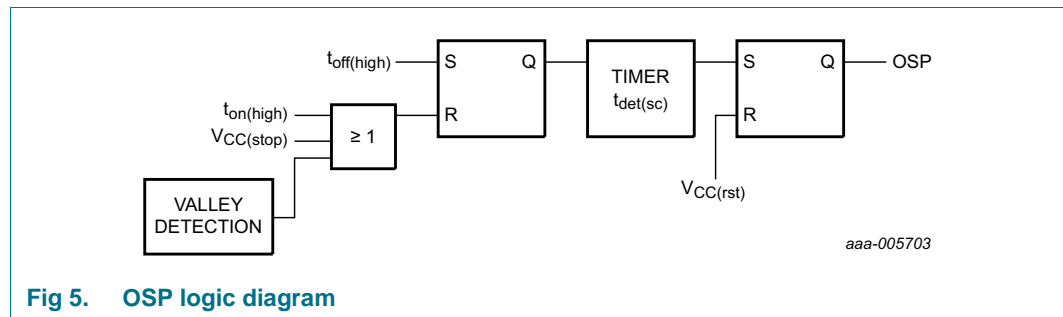 toff(high)
S
Q
TIMER
tdet(sc)
S
Q
OSP
ton(high)
VCC(stop)
≥ 1
R
R
VALLEY
DETECTION
VCC(rst)
aaa-005703
Fig 5. OSP logic diagram